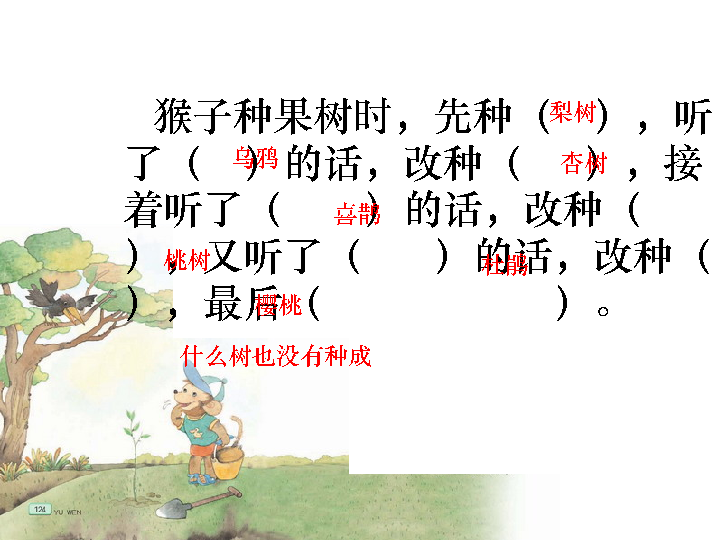 猴子种果树时，先种（梨树），听
了（乌鸦）的话，改种（杏树），接
着听了（喜鹊）的话，改种（
），又听了（ ）的话，改种（
桃树 杜鹃
），最后（ ）。
樱桃
什么树也没有种成
124 YU WEN